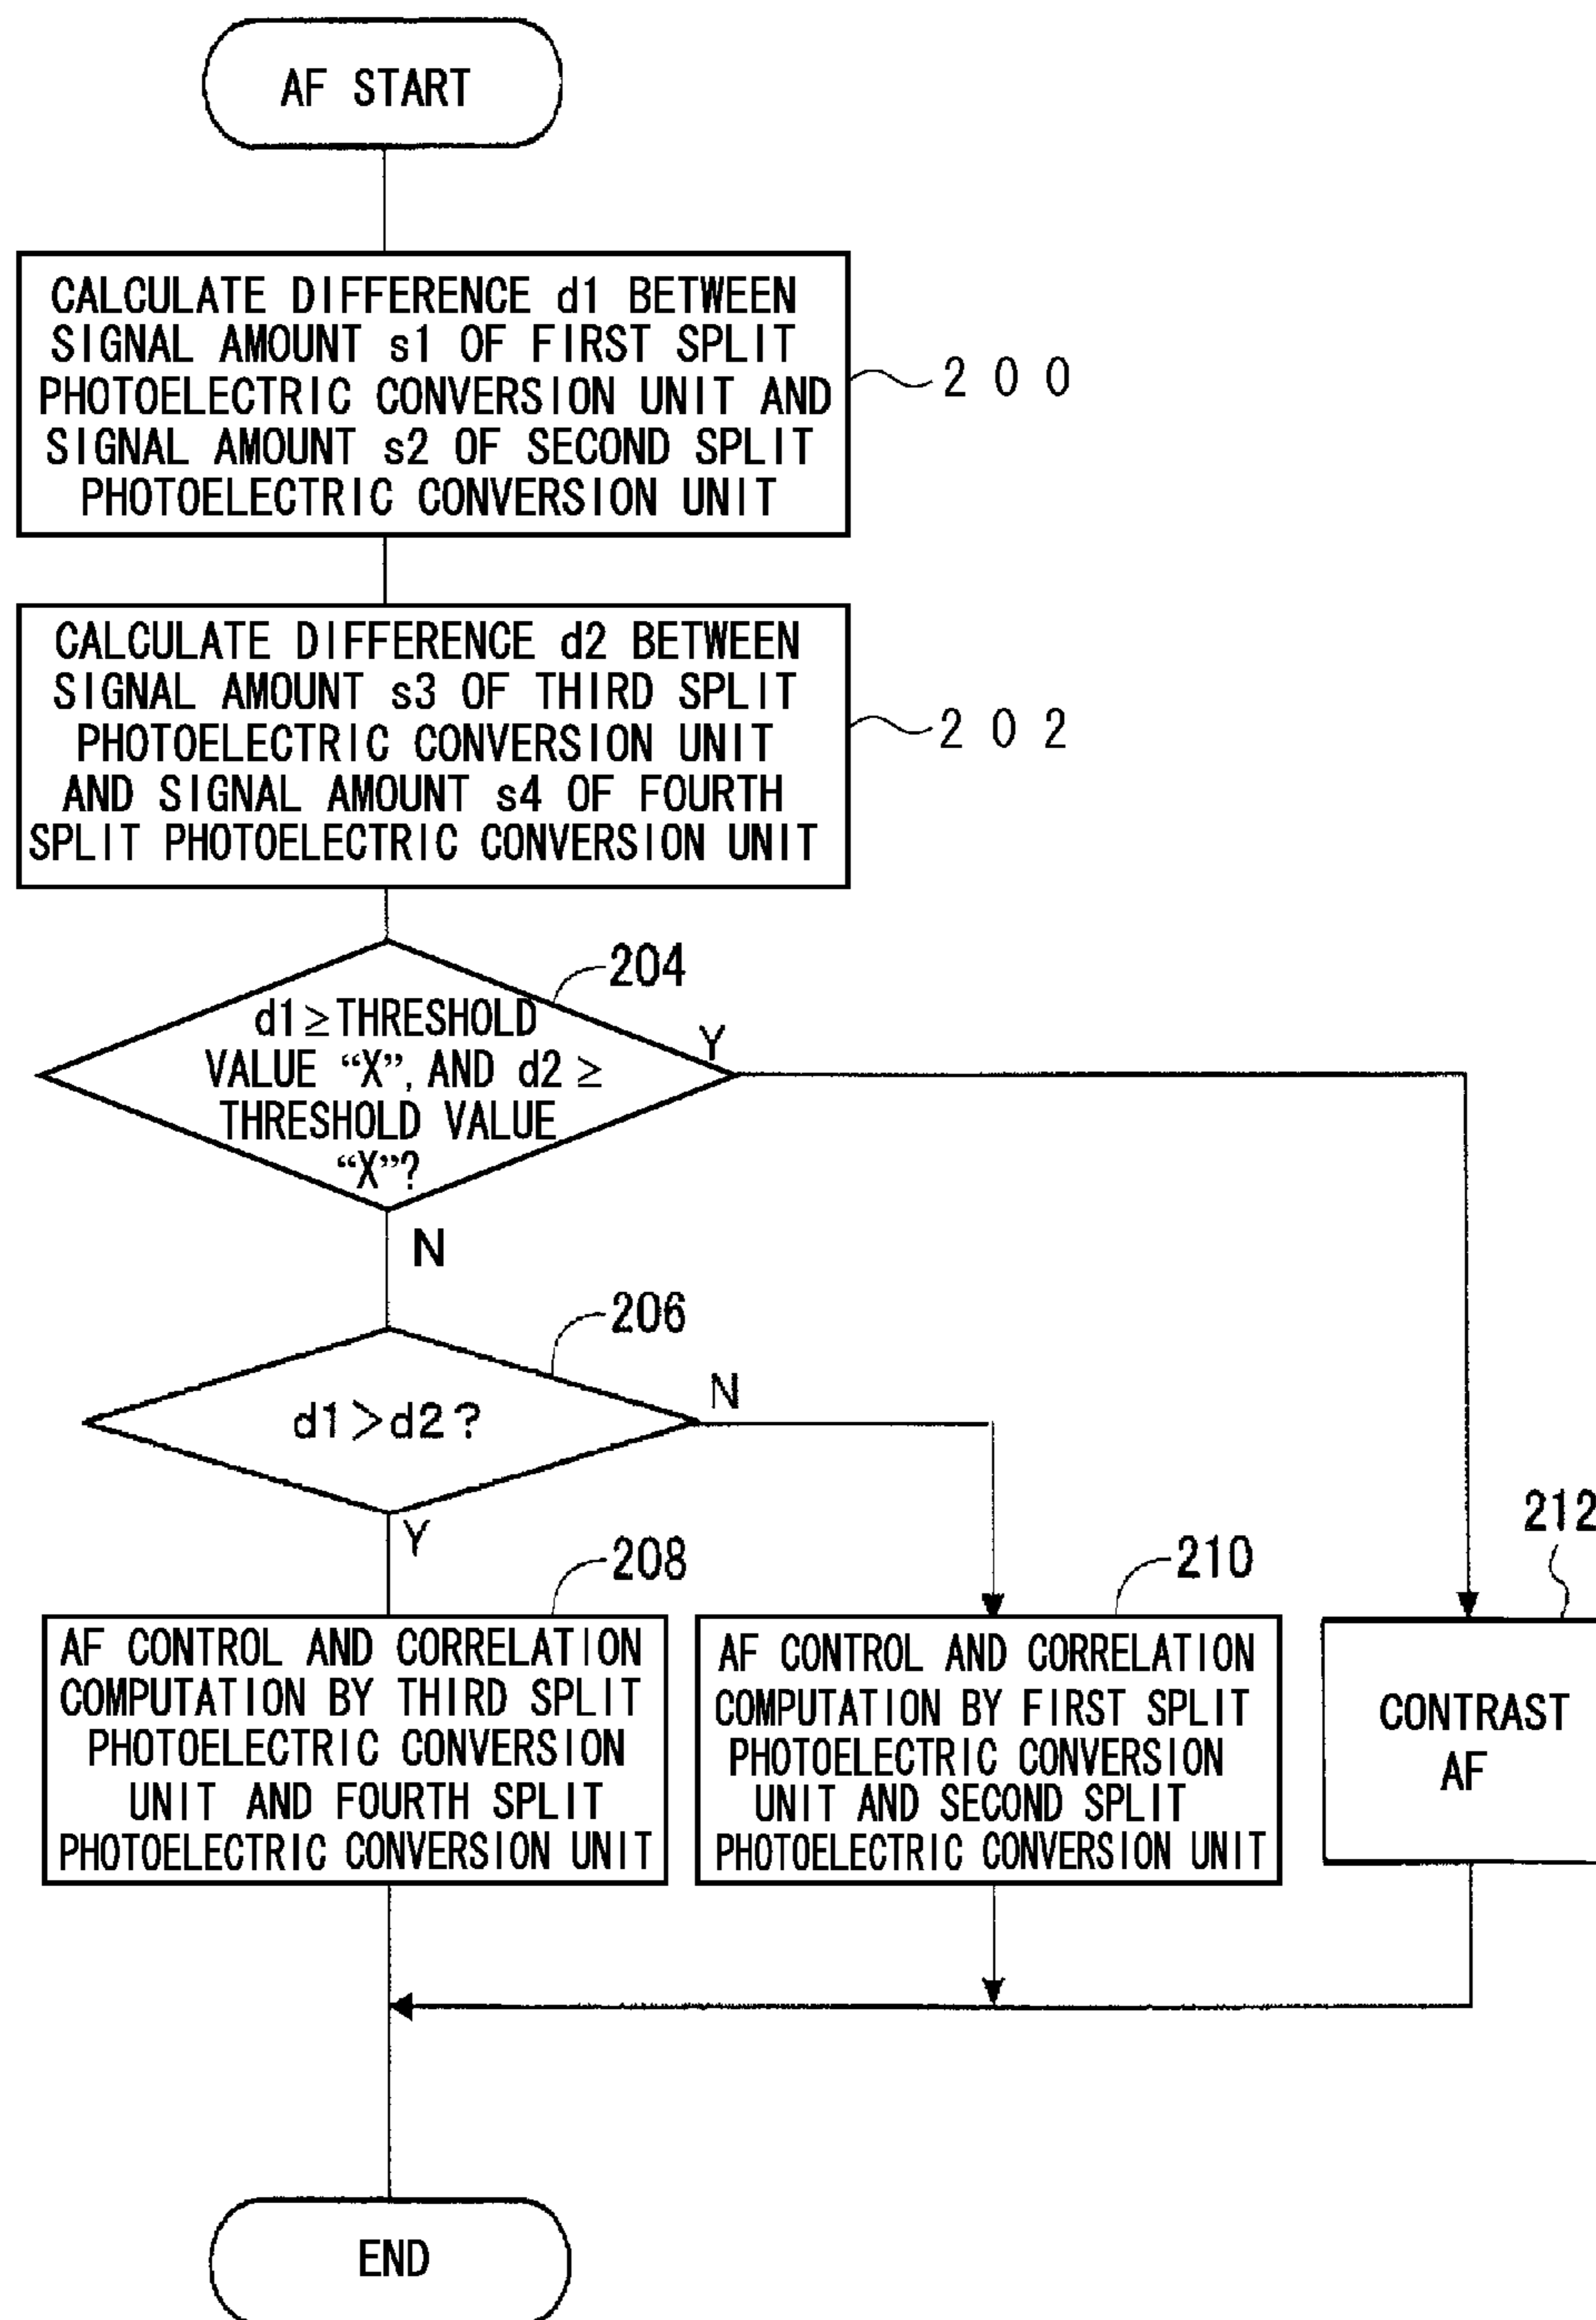 AF START
CALCULATE DIFFERENCE d1 BETWEEN
SIGNAL AMOUNT s1 OF FIRST SPLIT
PHOTOELECTRIC CONVERSION UNIT AND
SIGNAL AMOUNT s2 OF SECOND SPLIT
PHOTOELECTRIC CONVERSION UNIT
200
CALCULATE DIFFERENCE d2 BETWEEN
SIGNAL AMOUNT s3 OF THIRD SPLIT
PHOTOELECTRIC CONVERSION UNIT
AND SIGNAL AMOUNT s4 OF FOURTH
SPLIT PHOTOELECTRIC CONVERSION UNIT
202
204
d1≥THRESHOLD
VALUE “X”, AND d2 ≥
THRESHOLD VALUE
“X”?
Y
N
206
d1>d2?
N
Y
208
AF CONTROL AND CORRELATION
COMPUTATION BY THIRD SPLIT
PHOTOELECTRIC CONVERSION
UNIT AND FOURTH SPLIT
PHOTOELECTRIC CONVERSION UNIT
210
AF CONTROL AND CORRELATION
COMPUTATION BY FIRST SPLIT
PHOTOELECTRIC CONVERSION
UNIT AND SECOND SPLIT
PHOTOELECTRIC CONVERSION UNIT
212
CONTRAST
AF
END